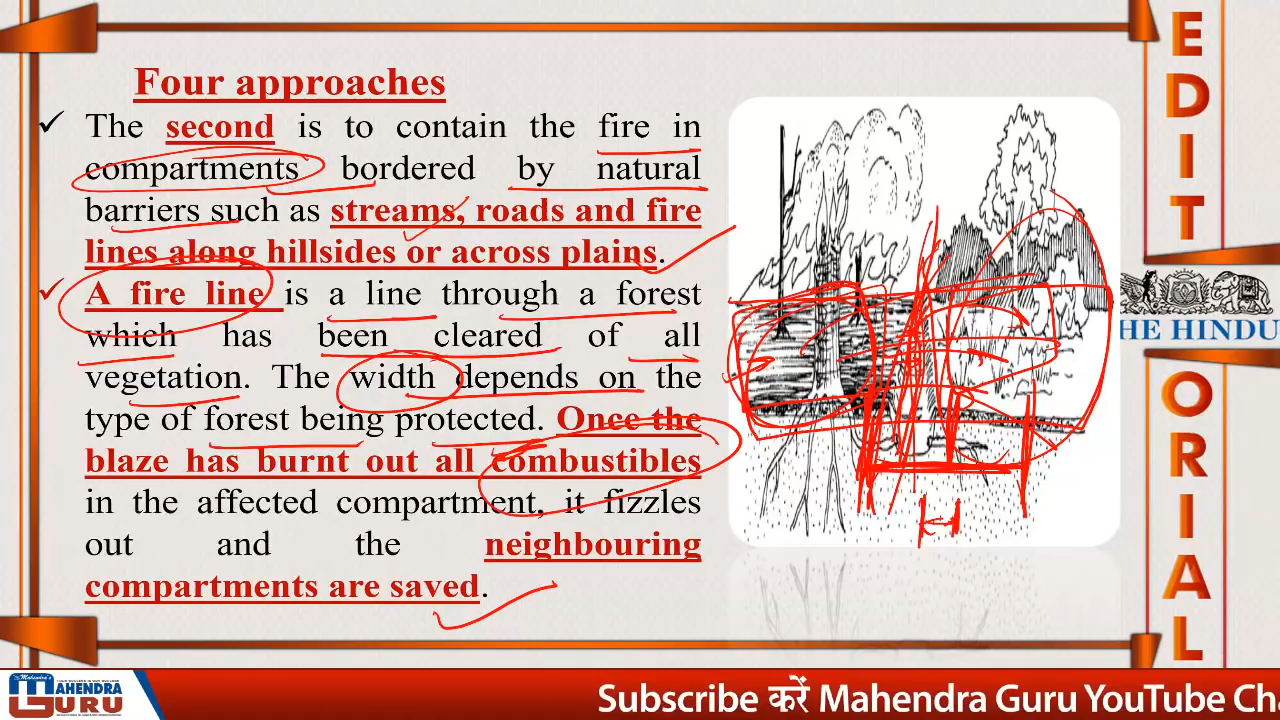 Four approaches
✓ The second is to contain the fire in
compartments bordered by natural
barriers such as streams, roads and fire
lines along hillsides or across plains.
✓ A fire line is a line through a forest
which has been cleared of all
vegetation. The width depends on the
type of forest being protected. Once the
blaze has burnt out all combustibles
in the affected compartment, it fizzles
out and the neighbouring
compartments are saved.
EDITORIAL
HE HINDU
Mahendra's
MAHENDRA
GURU
Subscribe करें Mahendra Guru YouTube Cha